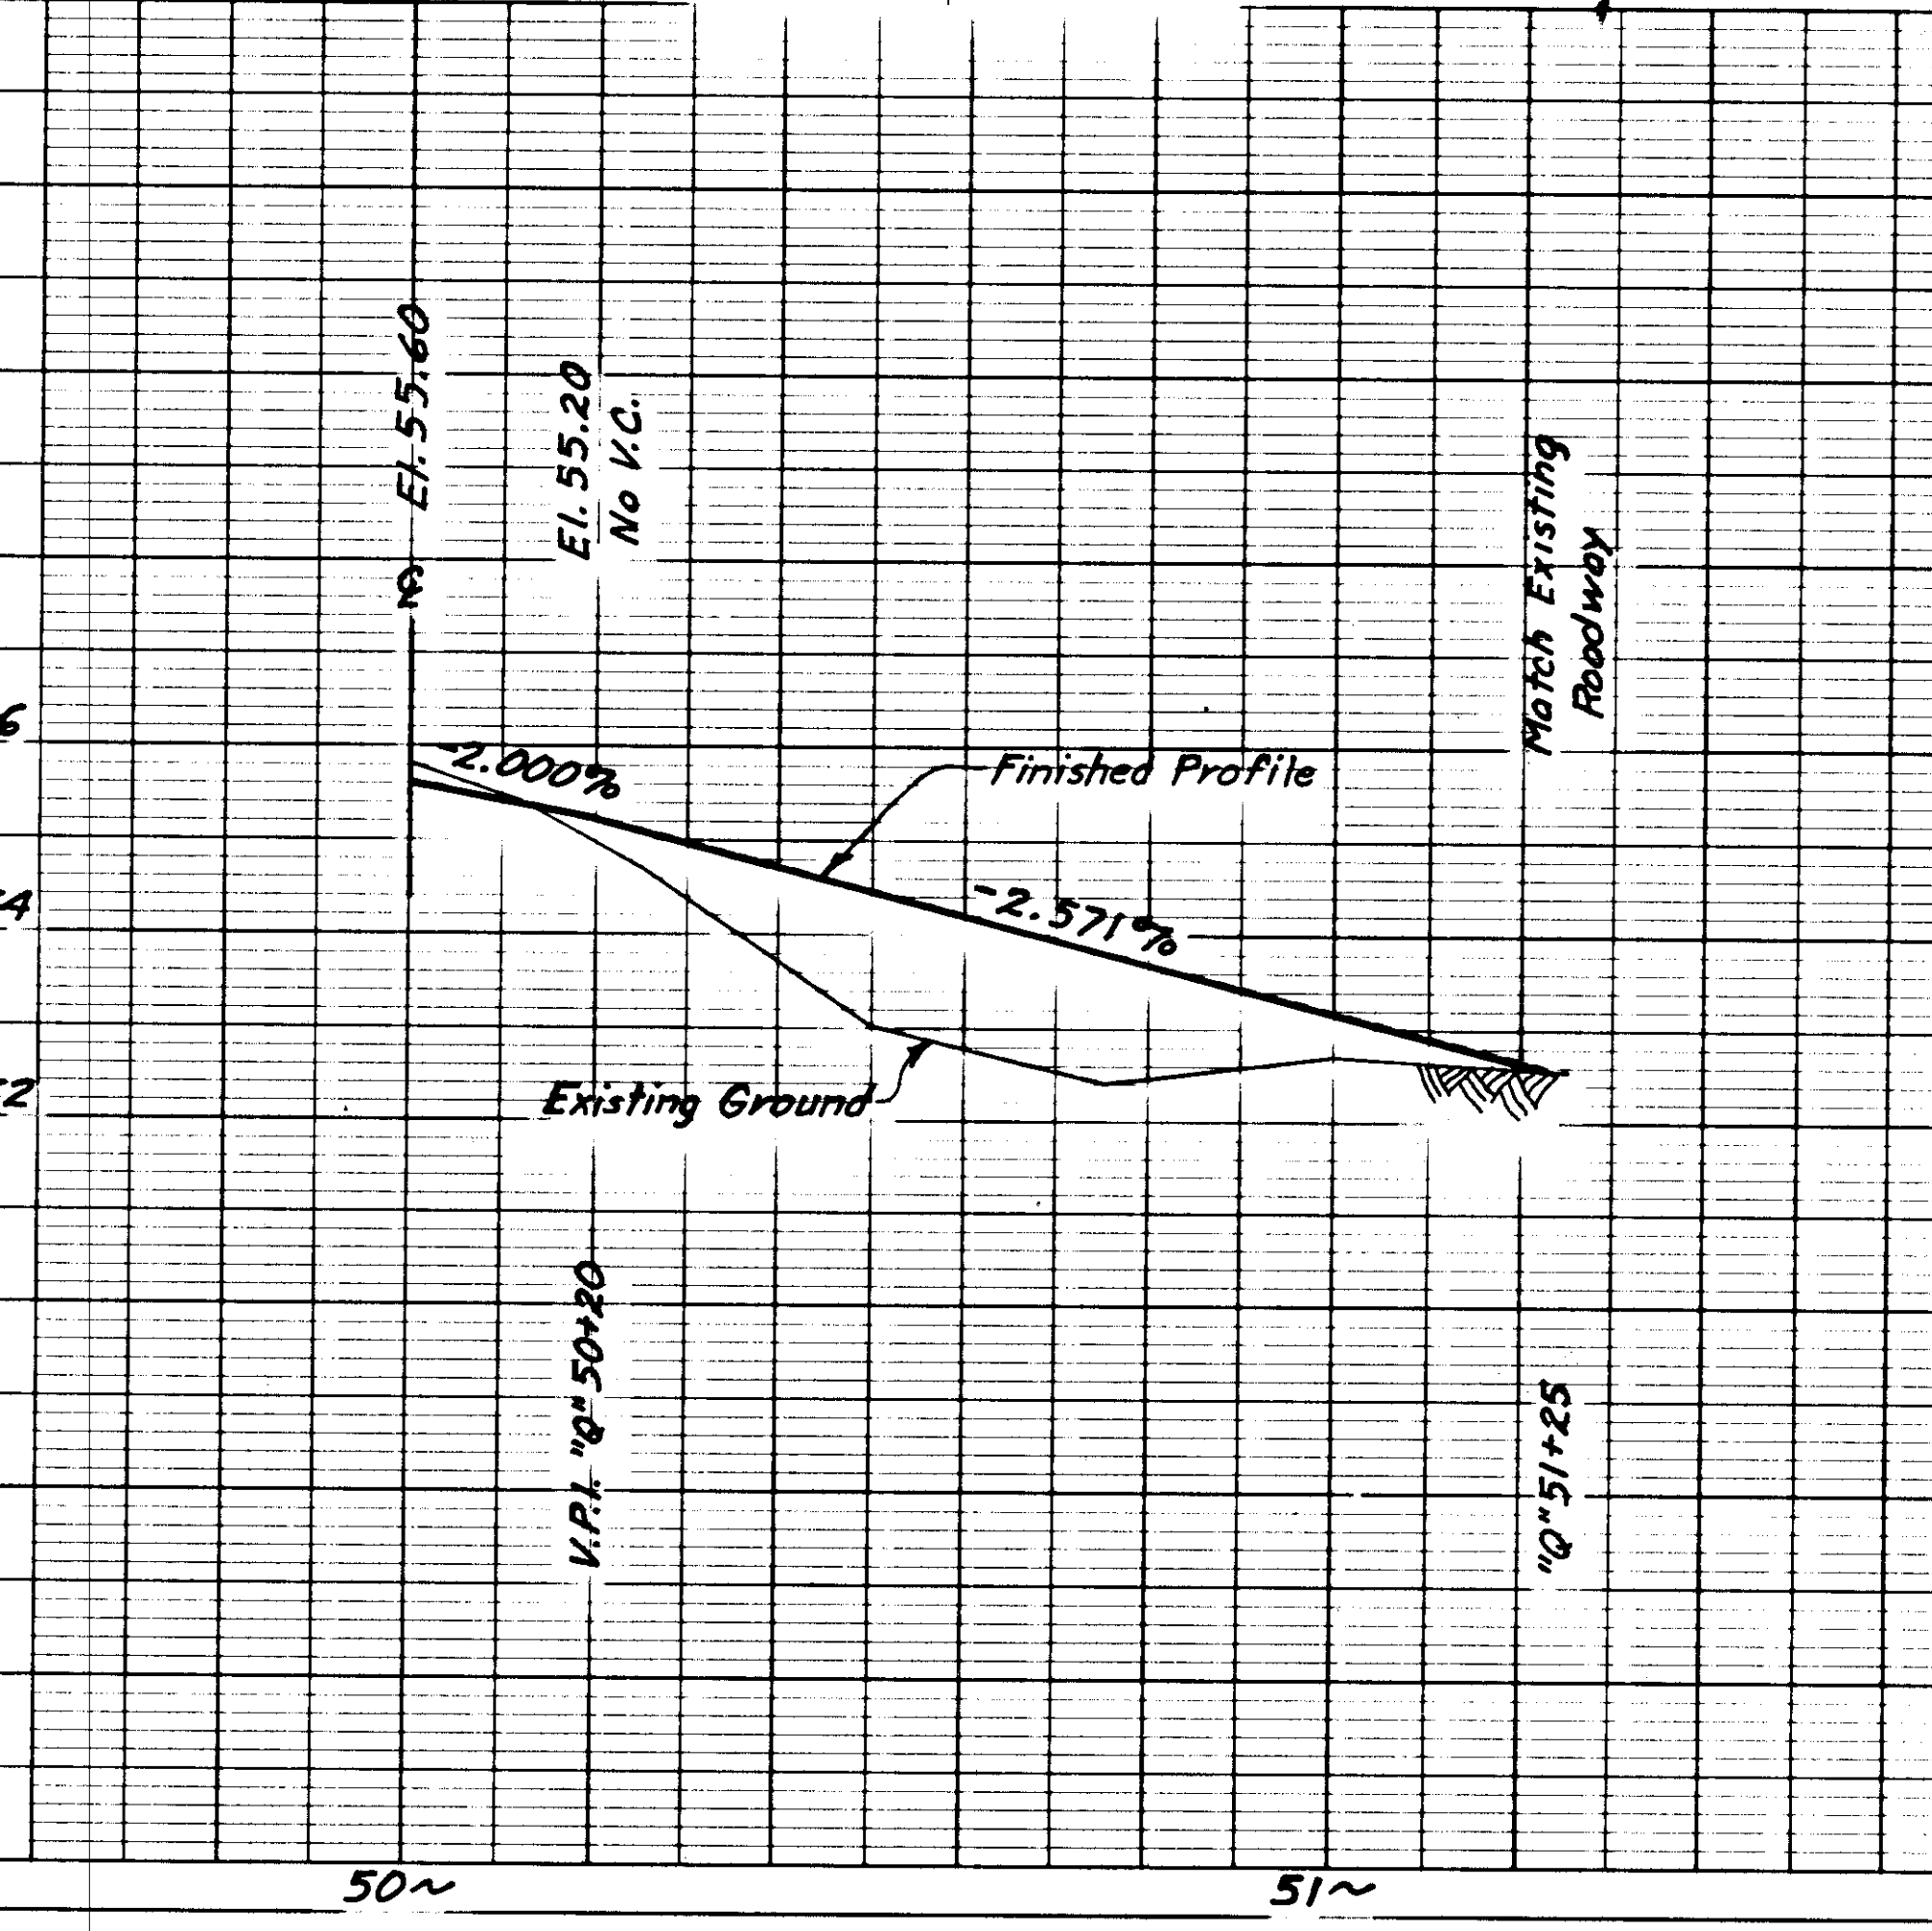 ℄ El. 55.60
El. 55.20
No V.C.
Match Existing
Roadway
6
-2.000%
Finished Profile
4
-2.571%
2
Existing Ground
V.P.I. "Q" 50+20
"Q" 51+25
50~
51~